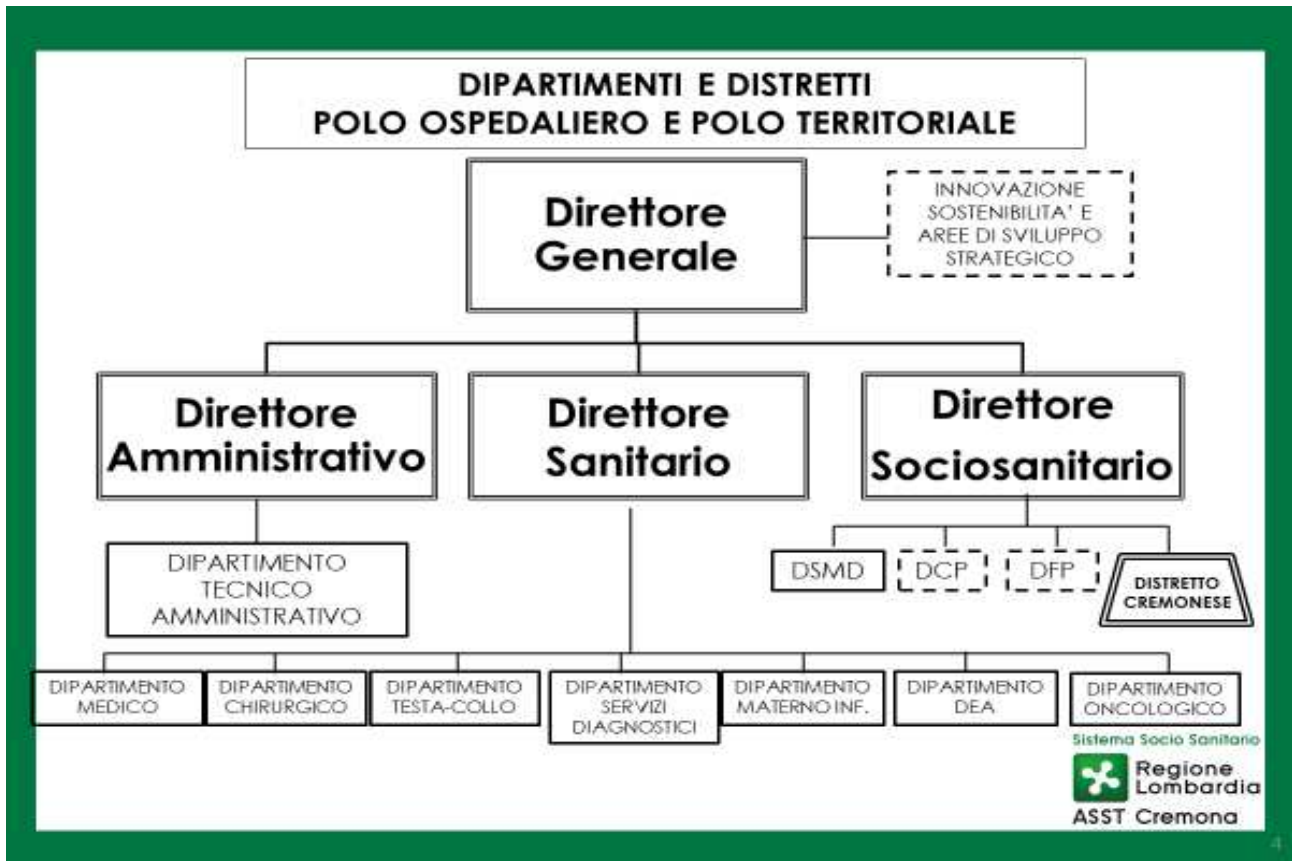 DIPARTIMENTI E DISTRETTI
POLO OSPEDALIERO E POLO TERRITORIALE
Direttore
Generale
INNOVAZIONE
SOSTENIBILITA' E
AREE DI SVILUPPO
STRATEGICO
Direttore
Amministrativo
Direttore
Sanitario
Direttore
Sociosanitario
DIPARTIMENTO
TECNICO
AMMINISTRATIVO
DSMD
DCP
DFP
DISTRETTO
CREMONESE
DIPARTIMENTO
MEDICO
DIPARTIMENTO
CHIRURGICO
DIPARTIMENTO
TESTA-COLLO
DIPARTIMENTO
SERVIZI
DIAGNOSTICI
DIPARTIMENTO
MATERNO INF.
DIPARTIMENTO
DEA
DIPARTIMENTO
ONCOLOGICO
Sistema Socio Sanitario
Regione
Lombardia
ASST Cremona
4